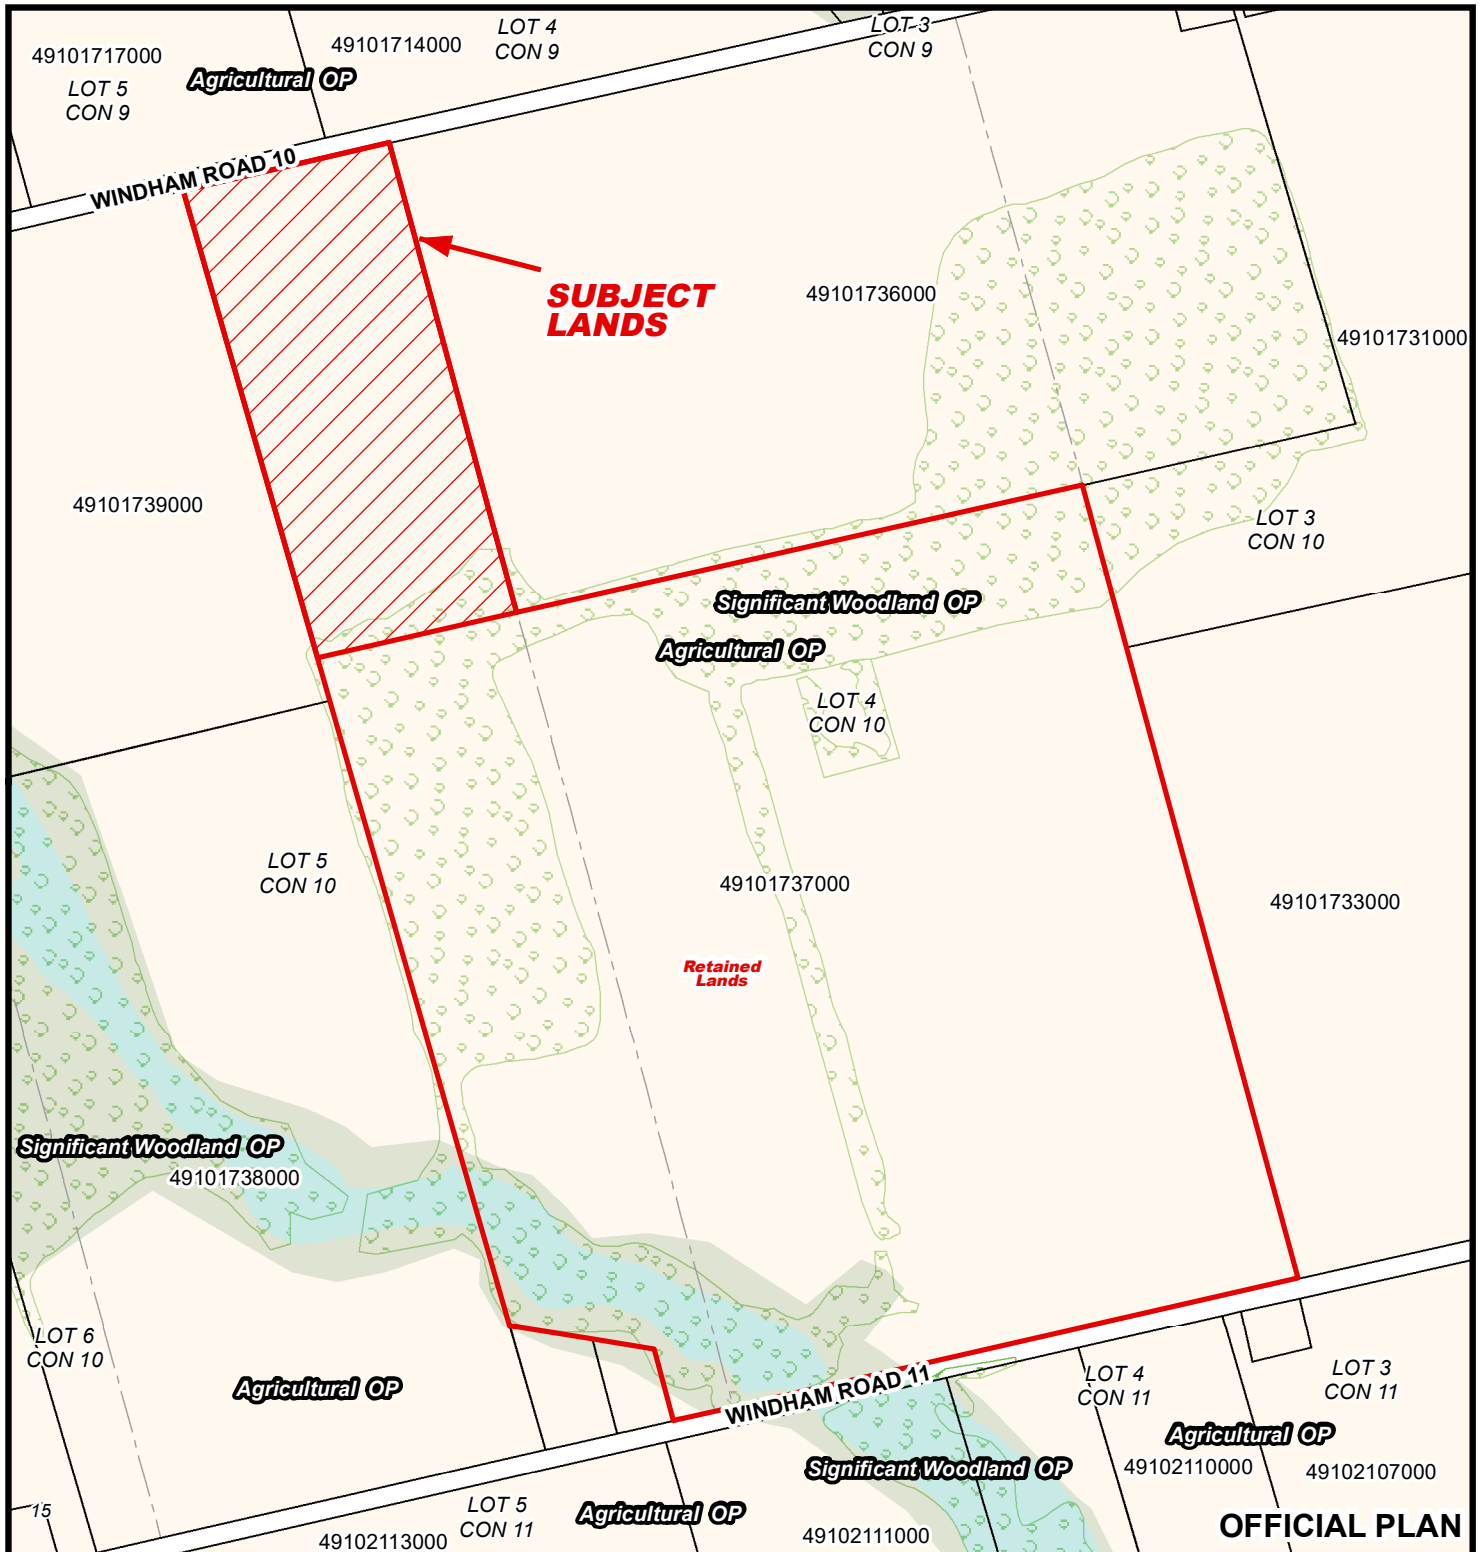 49101717000
LOT 5
CON 9
Agricultural OP
49101714000
LOT 4
CON 9
LOT 3
CON 9
WINDHAM ROAD 10
SUBJECT
LANDS
49101736000
49101731000
49101739000
LOT 3
CON 10
Significant Woodland OP
Agricultural OP
LOT 4
CON 10
LOT 5
CON 10
49101737000
49101733000
Retained
Lands
Significant Woodland OP
49101738000
LOT 6
CON 10
Agricultural OP
WINDHAM ROAD 11
LOT 4
CON 11
LOT 3
CON 11
Agricultural OP
Significant Woodland OP
49102110000
49102107000
15
LOT 5
CON 11
Agricultural OP
49102113000
49102111000
OFFICIAL PLAN